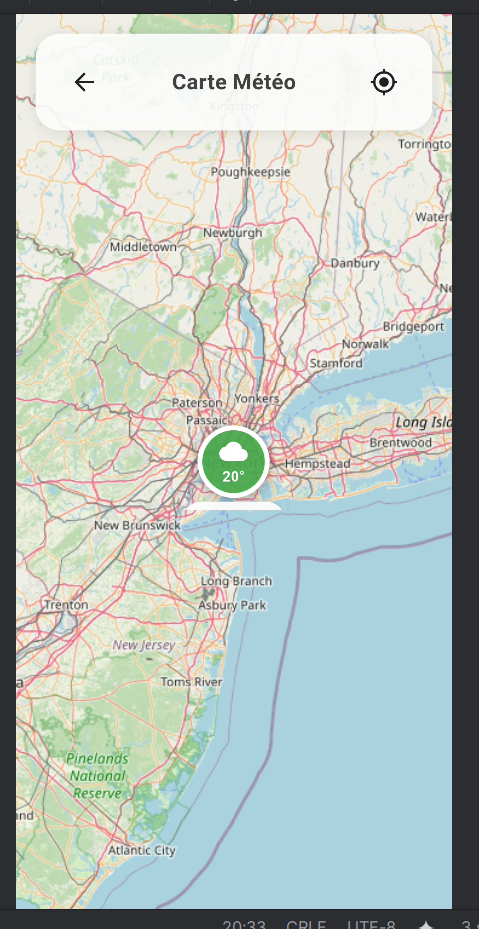 Catskill
Park
Carte Météo
Kingston
Torringto
Poughkeepsie
Waterl
Newburgh
Middletown
Danbury
Ne
Bridgeport
Norwalk
Stamford
Paterson
Yonkers
Passaic
Long Isla
Brentwood
Hempstead
20°
New Brunswick
Long Branch
Trenton
Asbury Park
New Jersey
a
Toms River
Pinelands
National
Reserve
nd
Atlantic City
20:33 CRLF UTF-8